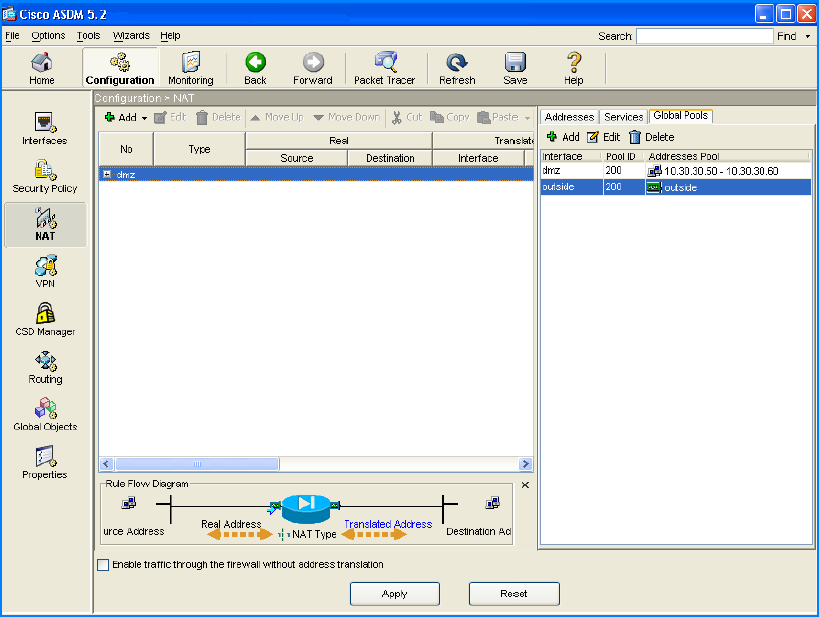 Cisco ASDM 5.2
File Options Tools Wizards Help Search: Find
Home Configuration Monitoring Back Forward Packet Tracer Refresh Save Help
Configuration > NAT
Add Edit Delete Move Up Move Down Cut Copy Paste
Addresses Services Global Pools
Add Edit Delete
No Type Real Translate
Source Destination Interface
dmz
Interface Pool ID Addresses Pool
dmz 200 10.30.30.50 - 10.30.30.60
outside 200 outside
Interfaces
Security Policy
NAT
VPN
CSD Manager
Routing
Global Objects
Properties
Rule Flow Diagram
Real Address Translated Address
urce Address NAT Type Destination Ad
Enable traffic through the firewall without address translation
Apply Reset